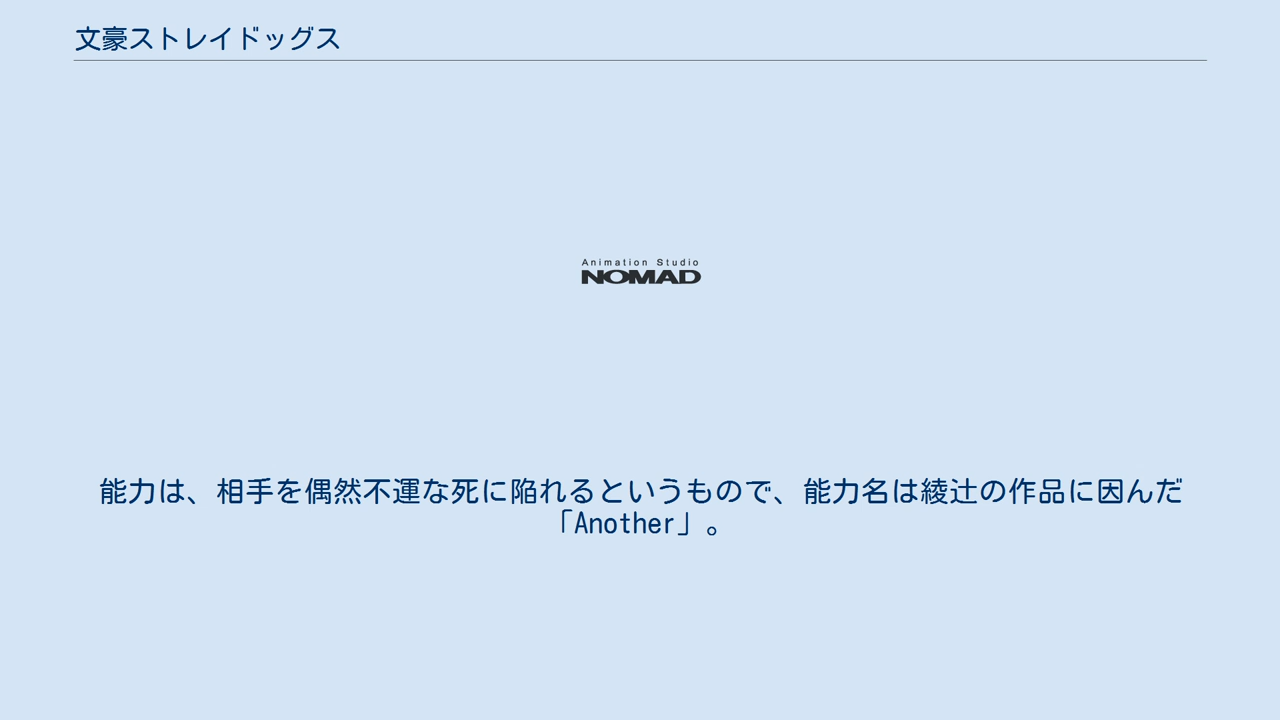 文豪ストレイドッグス
Animation Studio
NOMAD
能力は、相手を偶然不運な死に陥れるというもので、能力名は綾辻の作品に因んだ
「Another」。